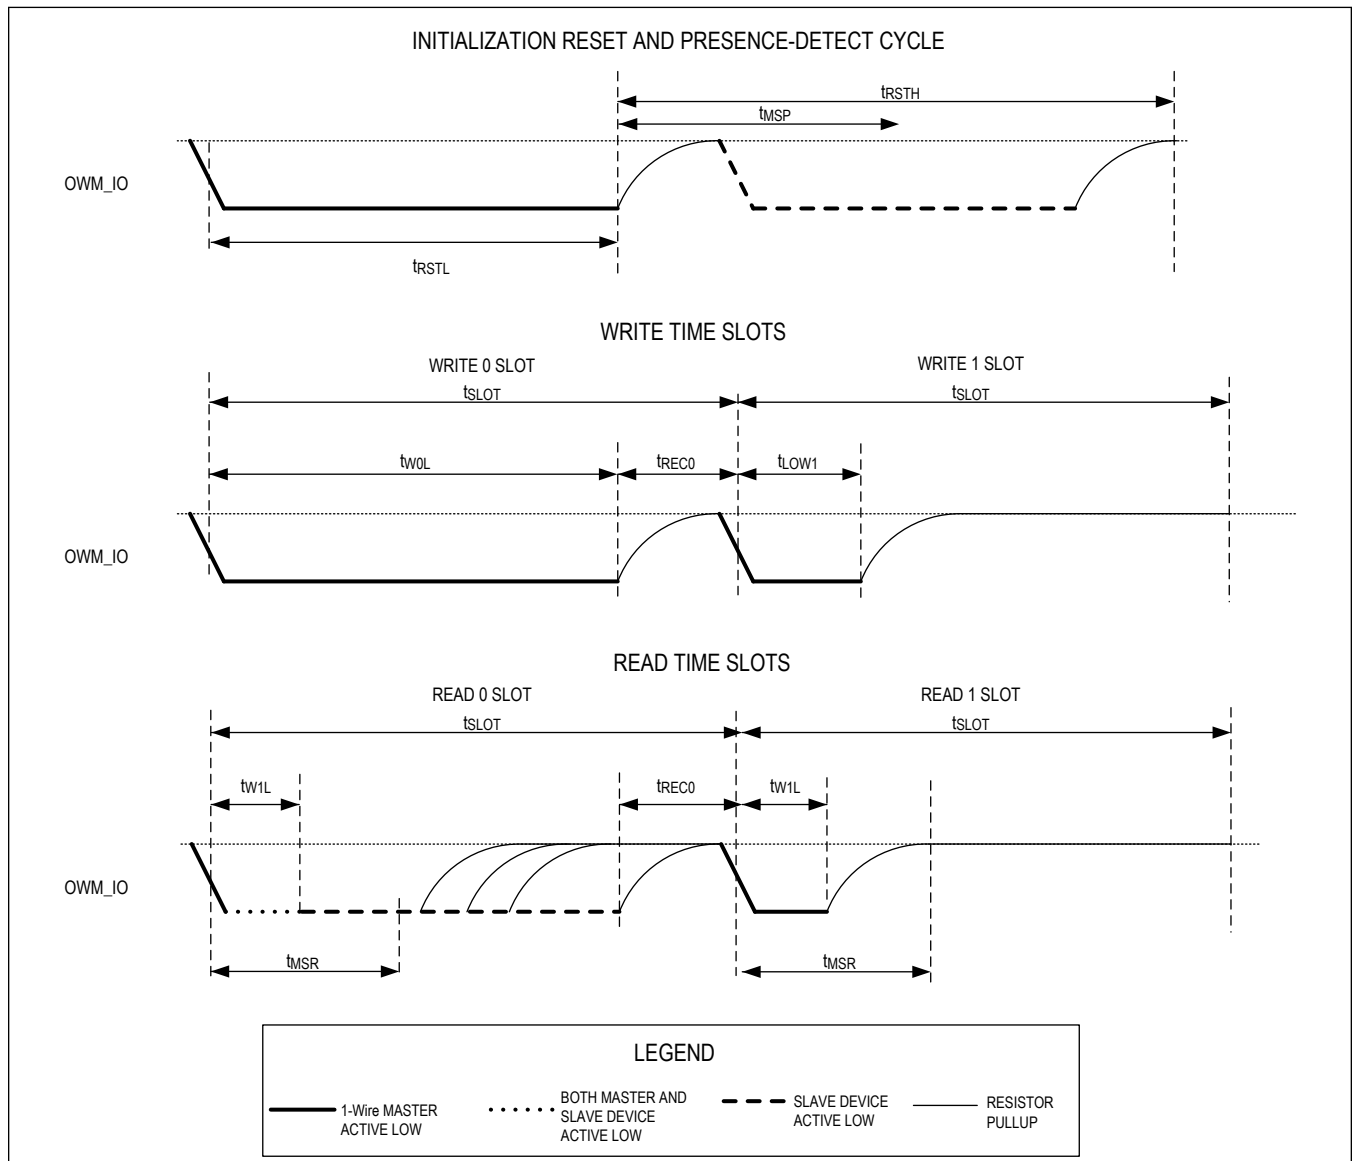 INITIALIZATION RESET AND PRESENCE-DETECT CYCLE
tRSTH
tMSP
OWM_IO
tRSTL
WRITE TIME SLOTS
WRITE 0 SLOT
WRITE 1 SLOT
tSLOT
tSLOT
tW0L
tREC0
tLOW1
OWM_IO
READ TIME SLOTS
READ 0 SLOT
READ 1 SLOT
tSLOT
tSLOT
tW1L
tREC0
tW1L
OWM_IO
tMSR
tMSR
LEGEND
1-Wire MASTER
ACTIVE LOW
BOTH MASTER AND
SLAVE DEVICE
ACTIVE LOW
SLAVE DEVICE
ACTIVE LOW
RESISTOR
PULLUP